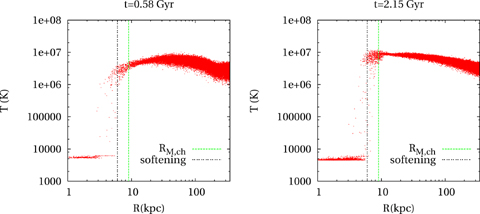 t=0.58 Gyr
1e+08
1e+07
1e+06
100000
10000
1000
T (K)
1
10
100
R(kpc)
R_M,ch
softening
t=2.15 Gyr
1e+08
1e+07
1e+06
100000
10000
1000
T (K)
1
10
100
R(kpc)
R_M,ch
softening